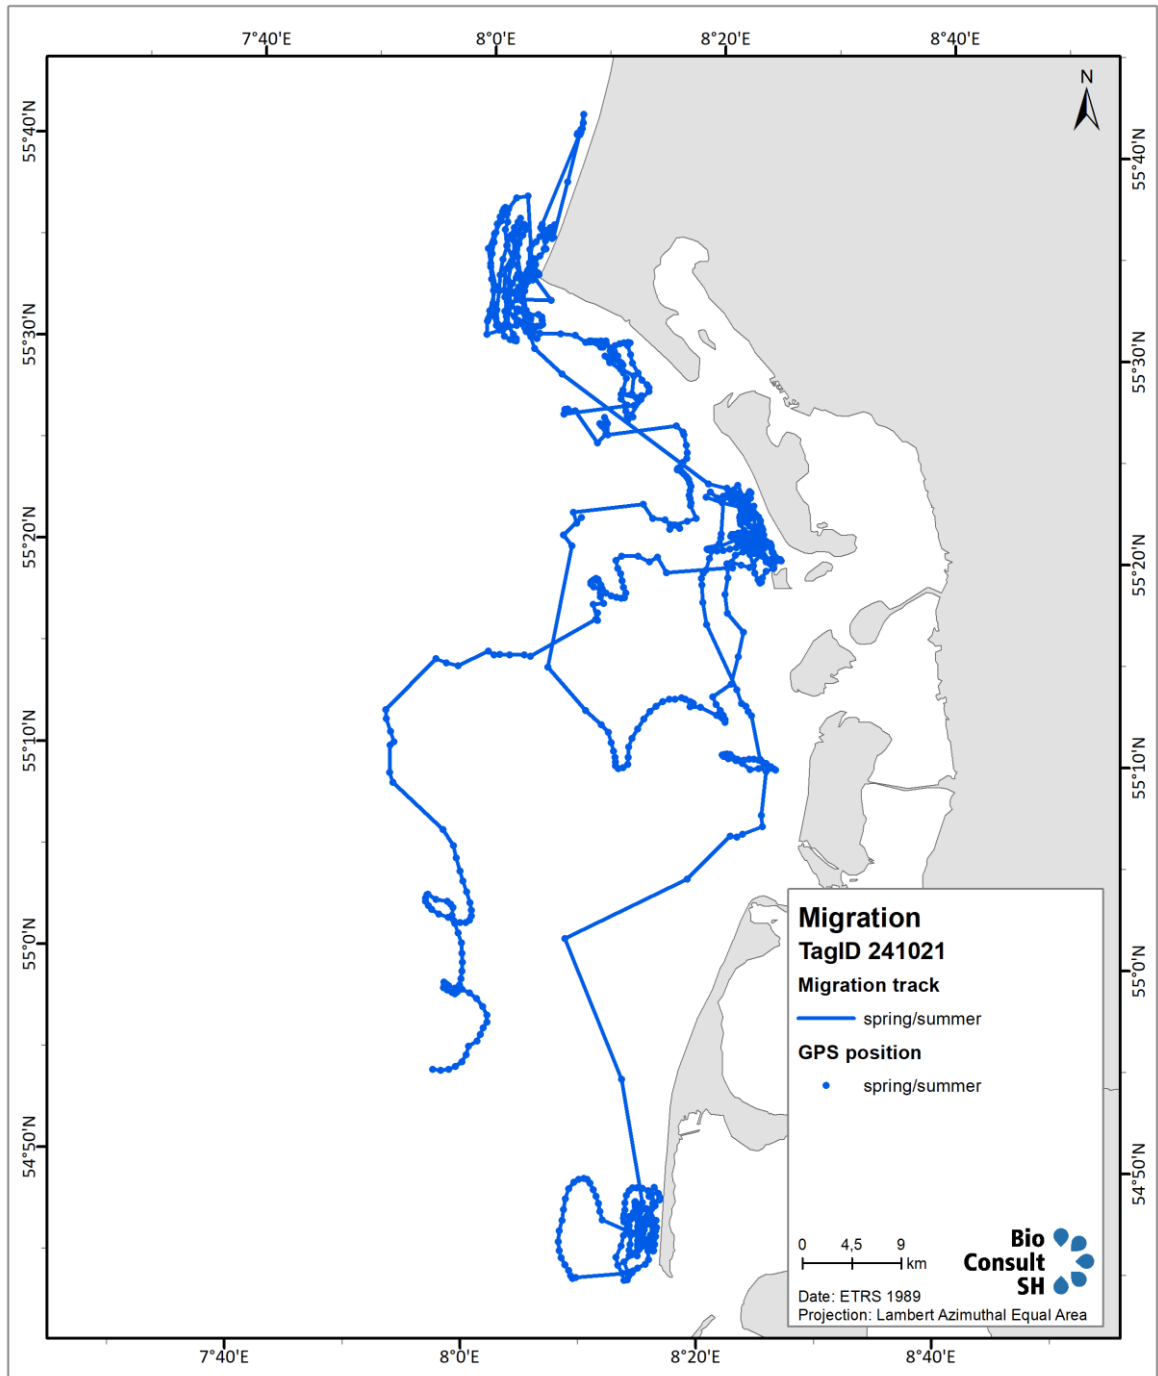 7°40'E 8°0'E 8°20'E 8°40'E
N
55°40'N
55°40'N
55°30'N
55°30'N
55°20'N
55°20'N
55°10'N
55°10'N
55°0'N
55°0'N
54°50'N
54°50'N
Migration
TagID 241021
Migration track
spring/summer
GPS position
spring/summer
0 4,5 9
km
Bio
Consult
SH
Date: ETRS 1989
Projection: Lambert Azimuthal Equal Area
7°40'E 8°0'E 8°20'E 8°40'E